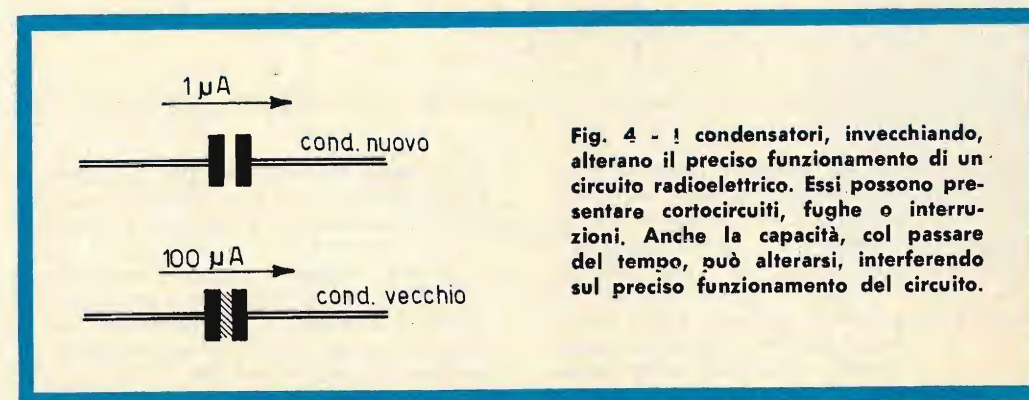 1 µA
cond. nuovo
100 µA
cond. vecchio
Fig. 4 - I condensatori, invecchiando,
alterano il preciso funzionamento di un
circuito radioelettrico. Essi possono pre-
sentare cortocircuiti, fughe o interru-
zioni. Anche la capacità, col passare
del tempo, può alterarsi, interferendo
sul preciso funzionamento del circuito.